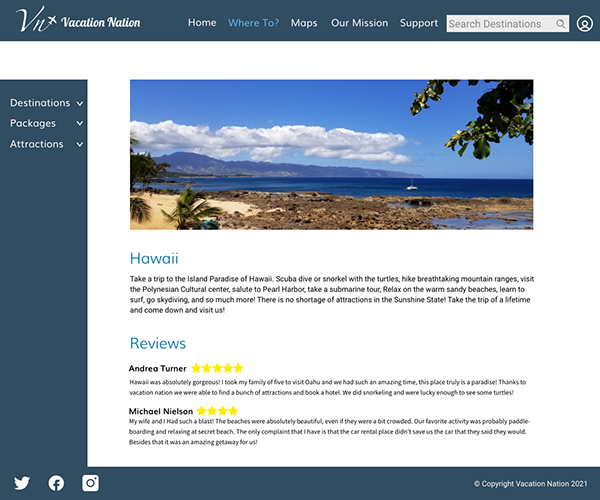 Vn Vacation Nation
Home Where To? Maps Our Mission Support Search Destinations
Destinations
Packages
Attractions
Hawaii
Take a trip to the Island Paradise of Hawaii. Scuba dive or snorkel with the turtles, hike breathtaking mountain ranges, visit
the Polynesian Cultural center, salute to Pearl Harbor, take a submarine tour, Relax on the warm sandy beaches, learn to
surf, go skydiving, and so much more! There is no shortage of attractions in the Sunshine State! Take the trip of a lifetime
and come down and visit us!
Reviews
Andrea Turner
Hawaii was absolutely gorgeous! I took my family of five to visit Oahu and we had such an amazing time, this place truly is a paradise! Thanks to
vacation nation we were able to find a bunch of attractions and book a hotel. We did snorkeling and were lucky enough to see some turtles!
Michael Nielson
My wife and I Had such a blast! The beaches were absolutely beautiful, even if they were a bit crowded. Our favorite activity was probably paddle-
boarding and relaxing at secret beach. The only complaint that I have is that the car rental place didn't save us the car that they said they would.
Besides that it was an amazing getaway for us!
© Copyright Vacation Nation 2021